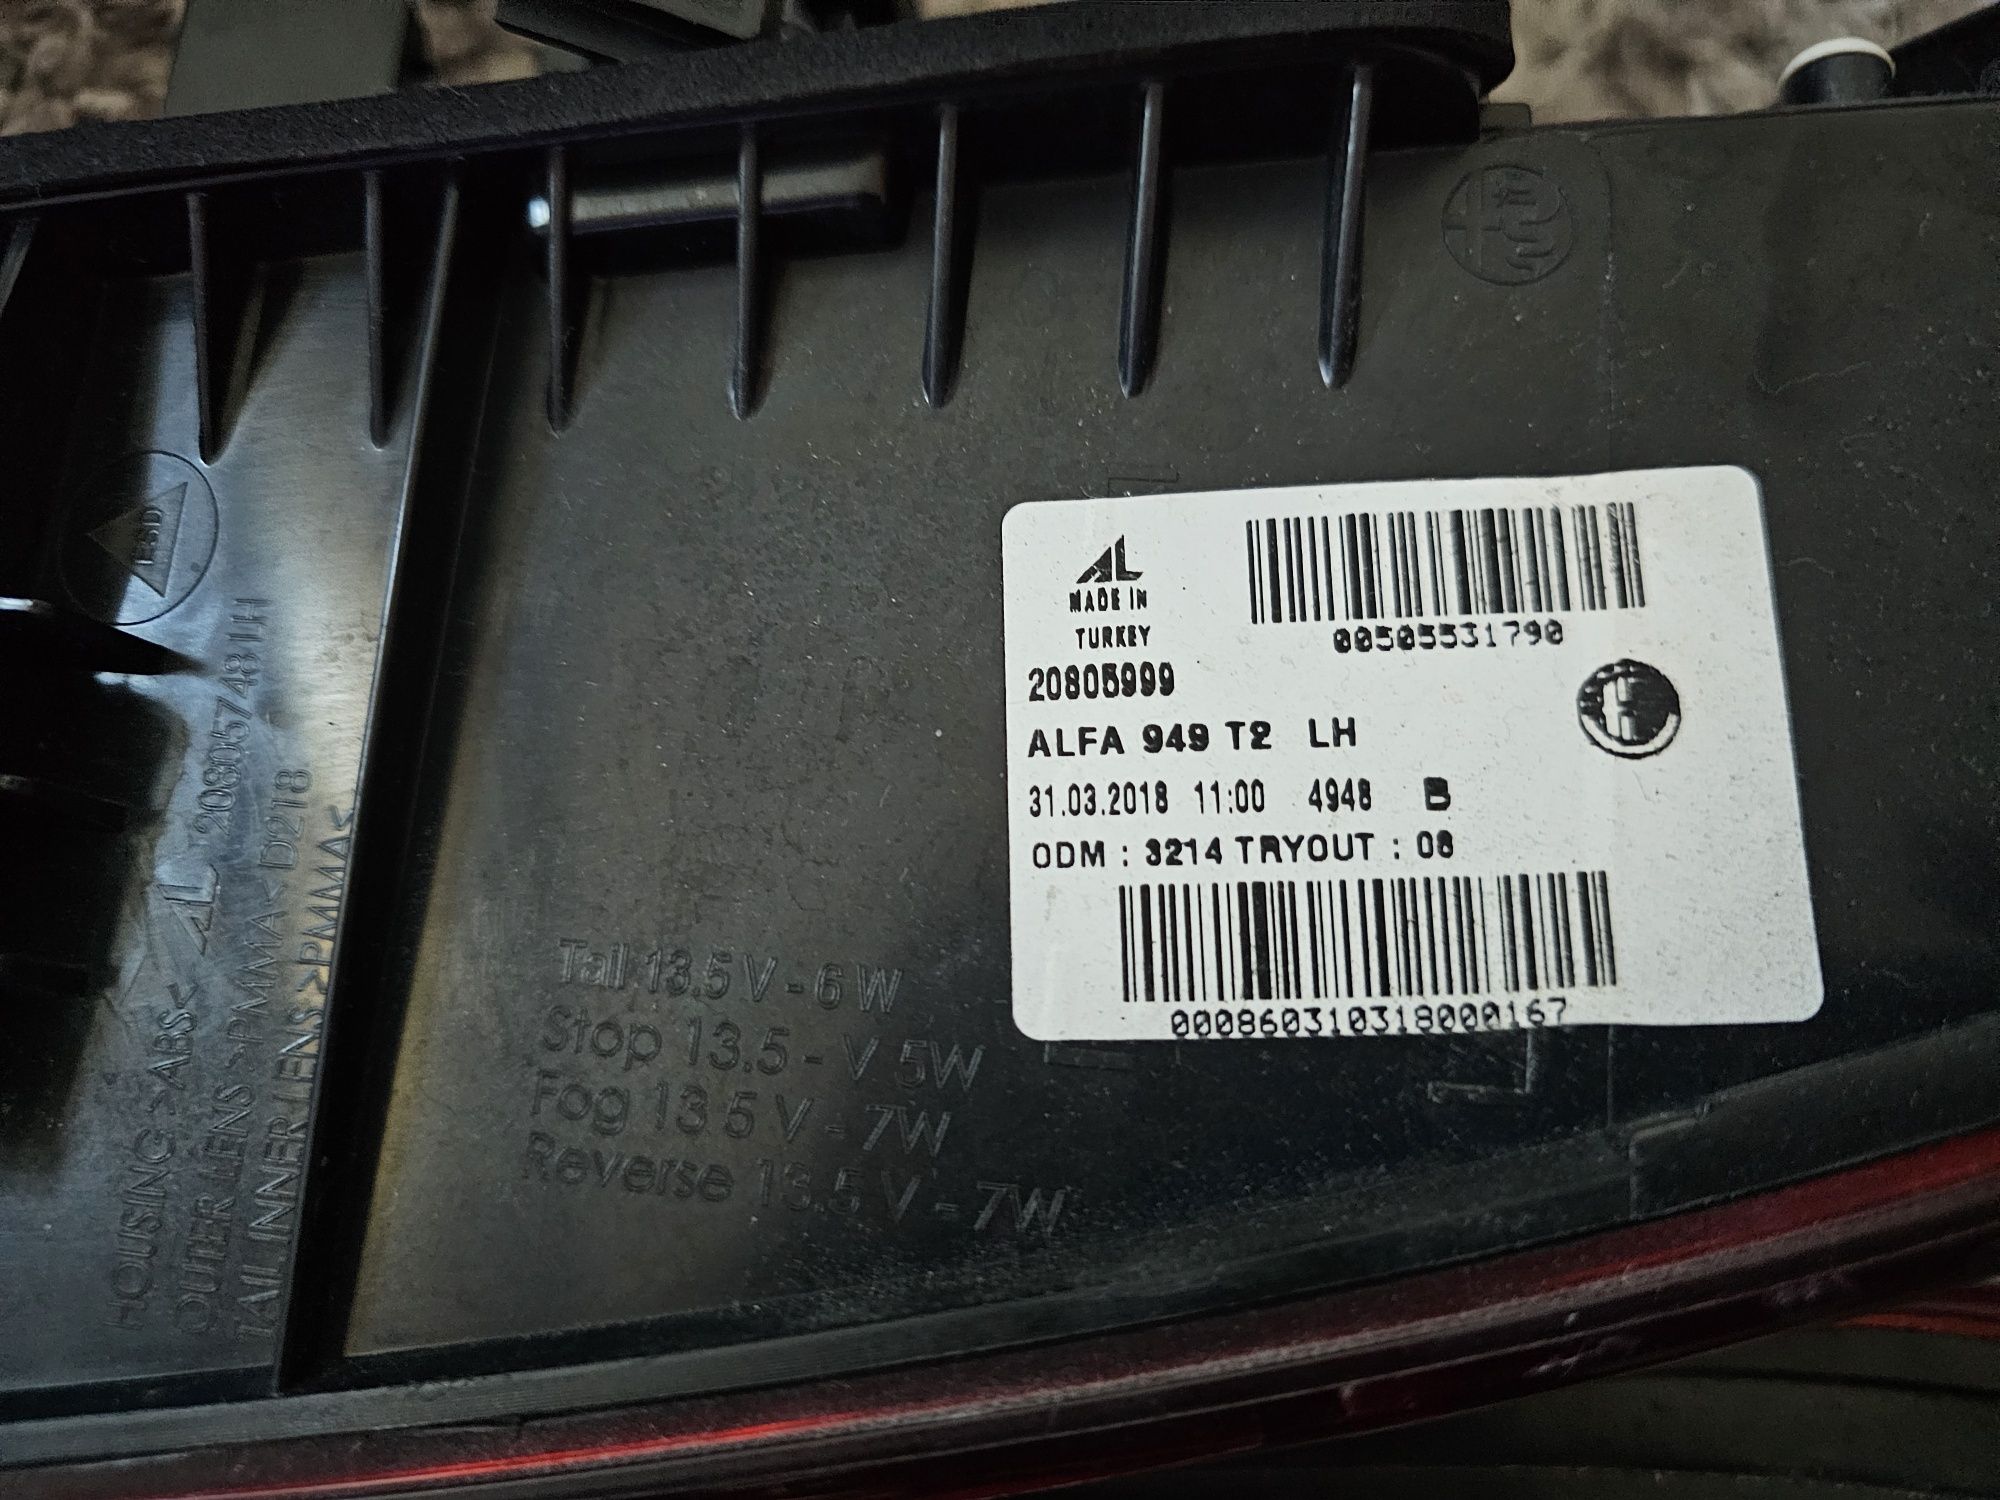 ESD
20805748 LH
AL
HOUSING >ABS<
OUTER LENS >PMMA< D218
TAIL INNER LENS >PMMA<
AL
MADE IN
TURKEY
00505531790
20805999
ALFA 949 T2 LH
31.03.2018 11:00 4948 B
ODM : 3214 TRYOUT : 08
000860310318000167
Tail 13.5 V - 6 W
Stop 13.5 - V 5W
Fog 13.5 V - 7W
Reverse 13.5 V - 7W